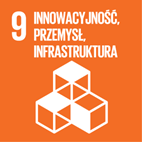 9 INNOWACYJNOŚĆ,
PRZEMYSŁ,
INFRASTRUKTURA